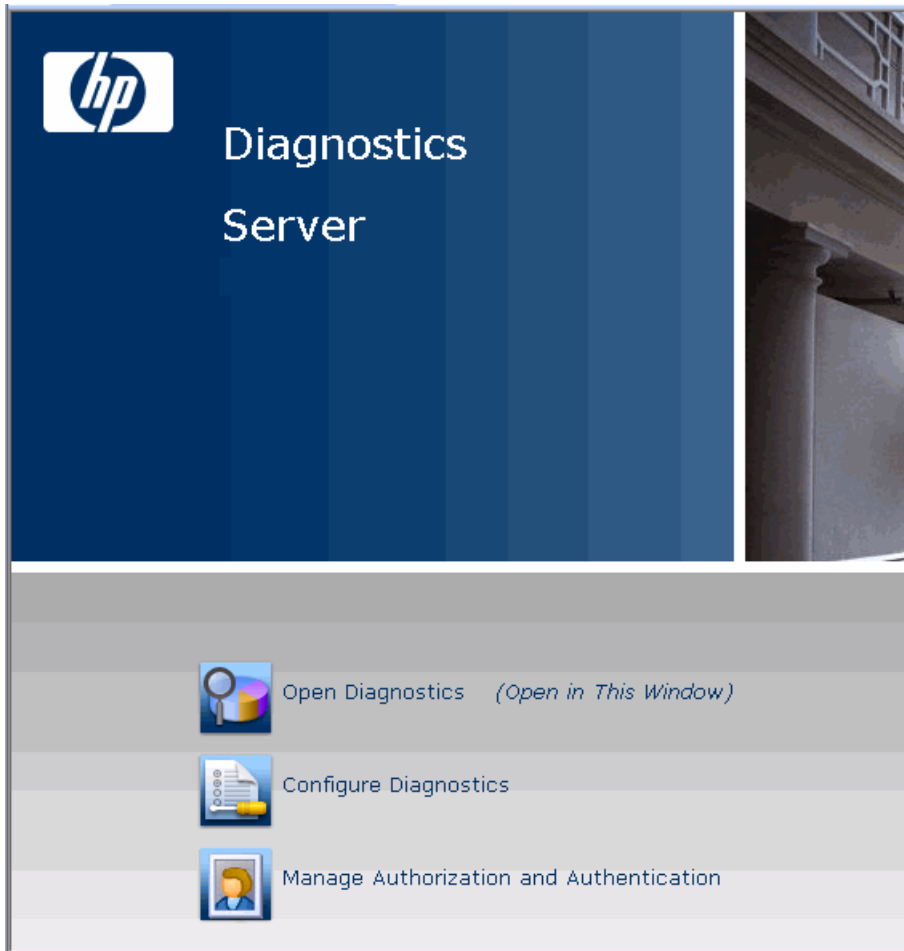 hp
Diagnostics
Server
Open Diagnostics (Open in This Window)
Configure Diagnostics
Manage Authorization and Authentication